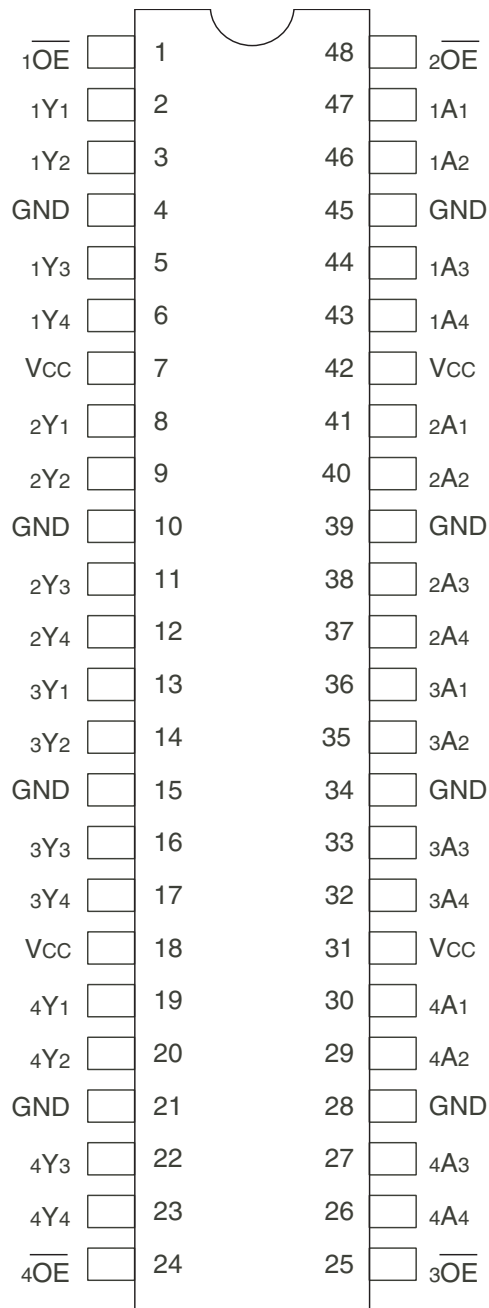 1O̅E̅ 1 48 2O̅E̅
1Y1 2 47 1A1
1Y2 3 46 1A2
GND 4 45 GND
1Y3 5 44 1A3
1Y4 6 43 1A4
VCC 7 42 VCC
2Y1 8 41 2A1
2Y2 9 40 2A2
GND 10 39 GND
2Y3 11 38 2A3
2Y4 12 37 2A4
3Y1 13 36 3A1
3Y2 14 35 3A2
GND 15 34 GND
3Y3 16 33 3A3
3Y4 17 32 3A4
VCC 18 31 VCC
4Y1 19 30 4A1
4Y2 20 29 4A2
GND 21 28 GND
4Y3 22 27 4A3
4Y4 23 26 4A4
4O̅E̅ 24 25 3O̅E̅